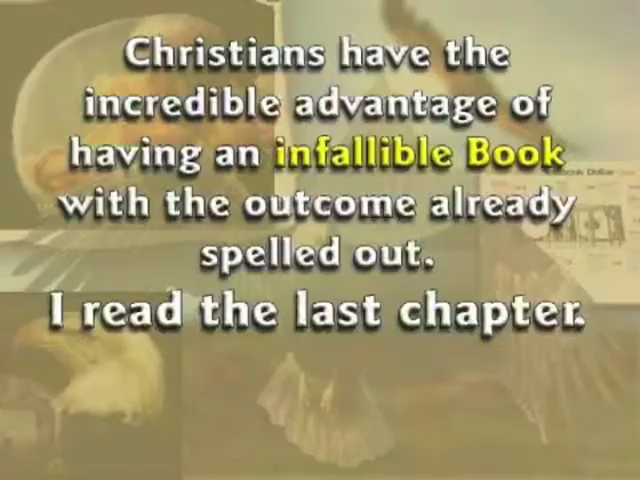 Christians have the
incredible advantage of
having an infallible Book
with the outcome already
spelled out.
I read the last chapter.